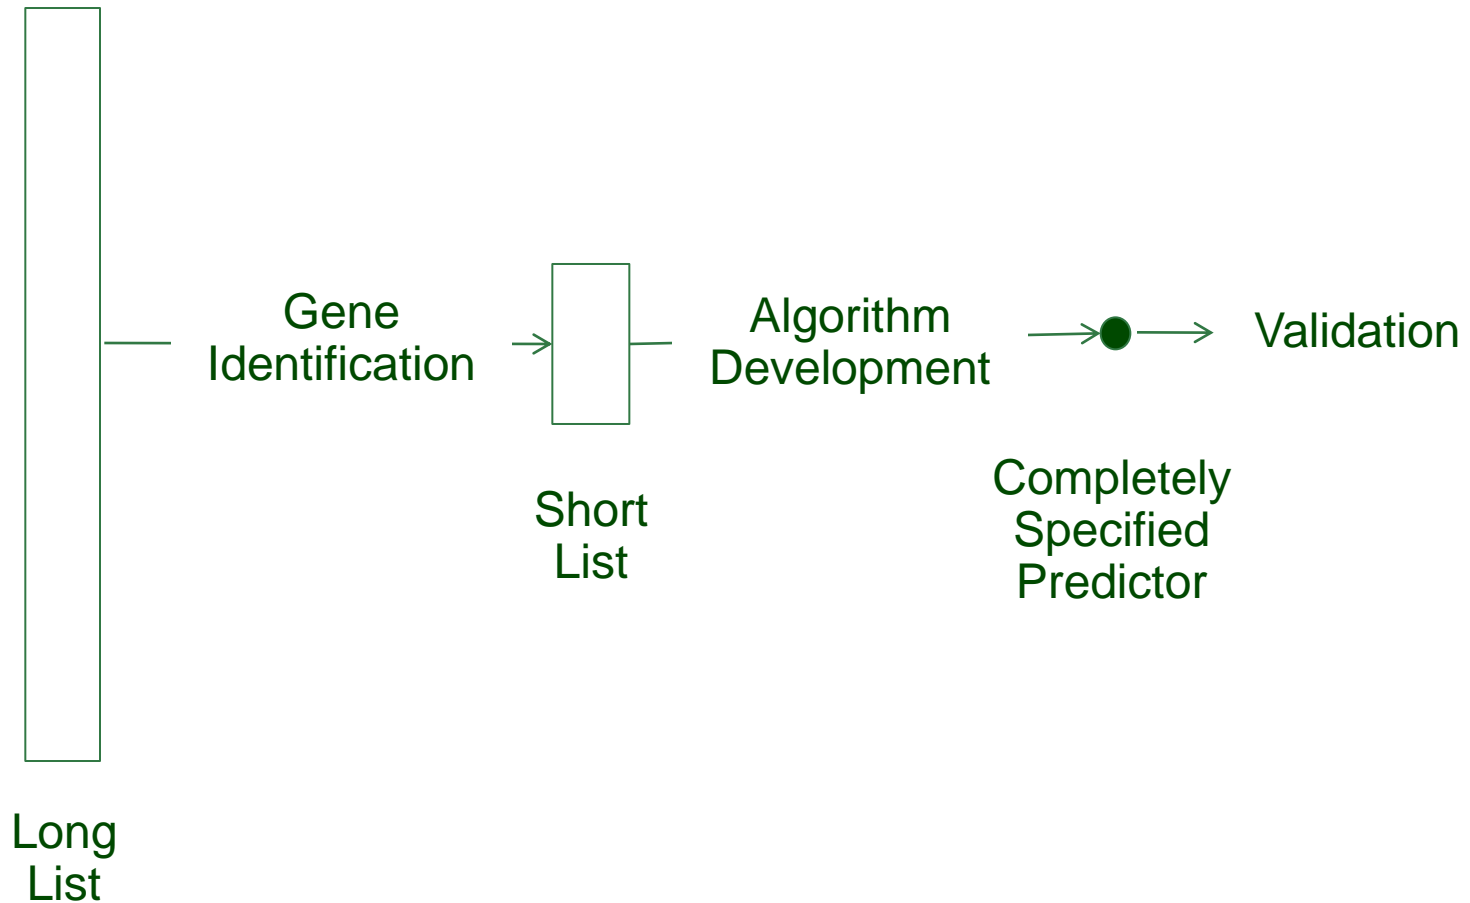 Gene
Identification
Algorithm
Development
Validation
Short
List
Completely
Specified
Predictor
Long
List